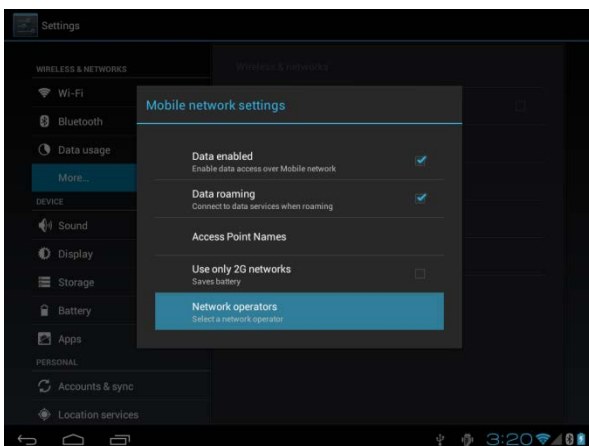 Settings
WIRELESS & NETWORKS
Wireless & networks
Wi-Fi
Bluetooth
Data usage
More...
DEVICE
Sound
Display
Storage
Battery
Apps
PERSONAL
Accounts & sync
Location services
Mobile network settings
Data enabled
Enable data access over Mobile network
Data roaming
Connect to data services when roaming
Access Point Names
Use only 2G networks
Saves battery
Network operators
Select a network operator
3:20